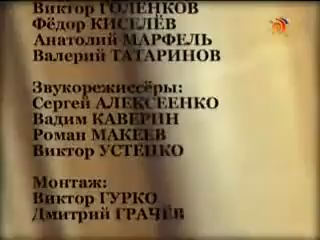 Виктор ГОЛЕНКОВ
Фёдор КИСЕЛЁВ
Анатолий МАРФЕЛЬ
Валерий ТАТАРИНОВ
Звукорежиссёры:
Сергей АЛЕКСЕЕНКО
Вадим КАВЕРИН
Роман МАКЕЕВ
Виктор УСТЕНКО
Монтаж:
Виктор ГУРКО
Дмитрий ГРАЧЁВ